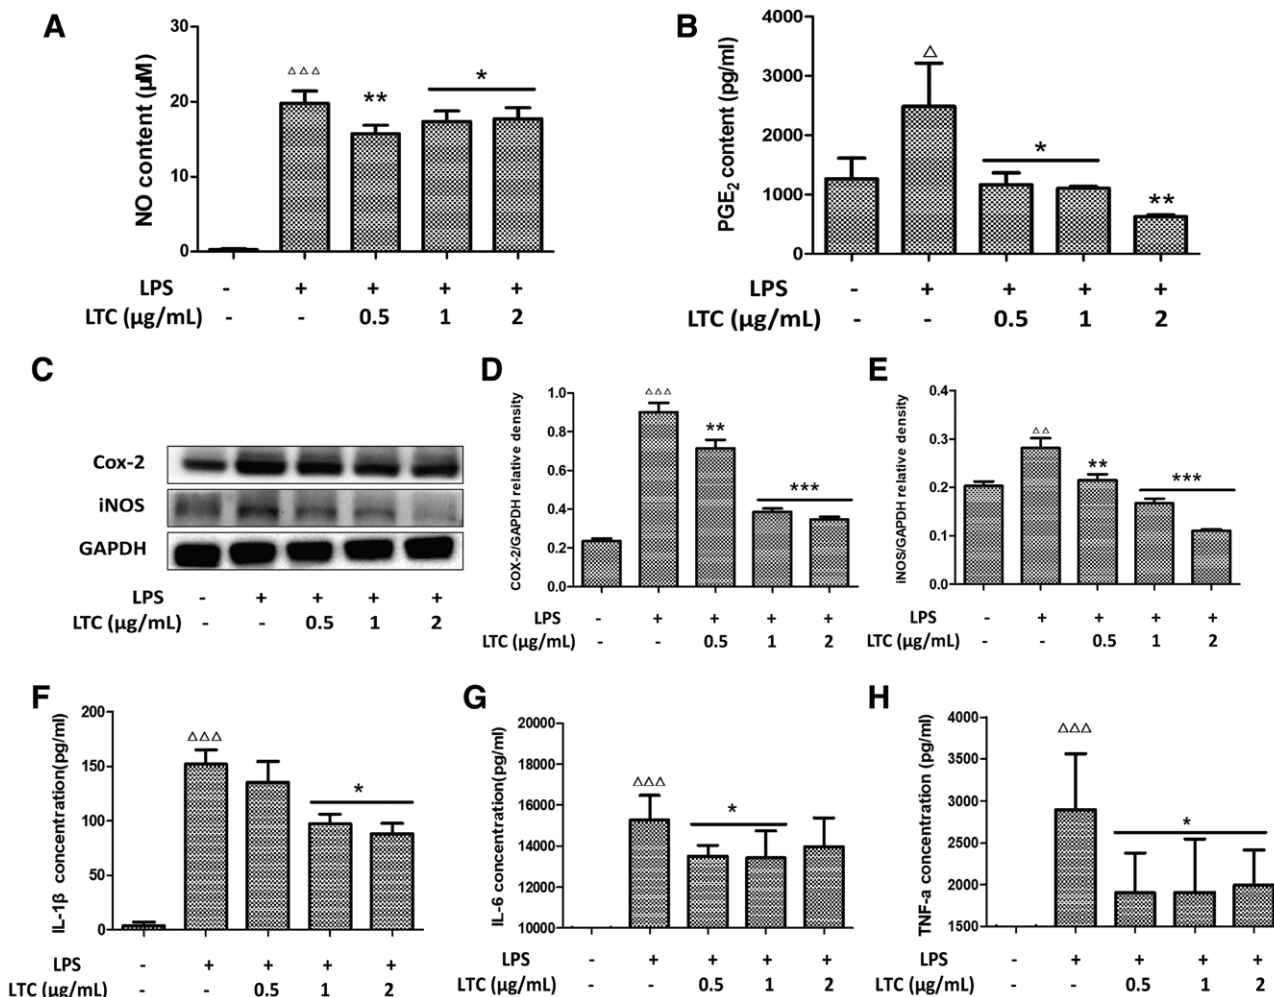 A
NO content (µM)
30
20
10
0
△△△
**
*
LPS - + + + +
LTC (µg/mL) - - 0.5 1 2
B
PGE2 content (pg/ml)
4000
3000
2000
1000
0
△
*
**
LPS - + + + +
LTC (µg/mL) - - 0.5 1 2
C
Cox-2
iNOS
GAPDH
LPS - + + + +
LTC (µg/mL) - - 0.5 1 2
D
COX-2/GAPDH relative density
1.0
0.8
0.6
0.4
0.2
0.0
△△△
**
***
LPS - + + + +
LTC (µg/mL) - - 0.5 1 2
E
iNOS/GAPDH relative density
0.4
0.3
0.2
0.1
0.0
△△
**
***
LPS - + + + +
LTC (µg/mL) - - 0.5 1 2
F
IL-1β concentration(pg/ml)
200
150
100
50
0
△△△
*
LPS - + + + +
LTC (µg/mL) - - 0.5 1 2
G
IL-6 concentration(pg/ml)
20000
18000
16000
14000
12000
10000
△△△
*
LPS - + + + +
LTC (µg/mL) - - 0.5 1 2
H
TNF-a concentration (pg/ml)
4000
3500
3000
2500
2000
1500
△△△
*
LPS - + + + +
LTC (µg/mL) - - 0.5 1 2